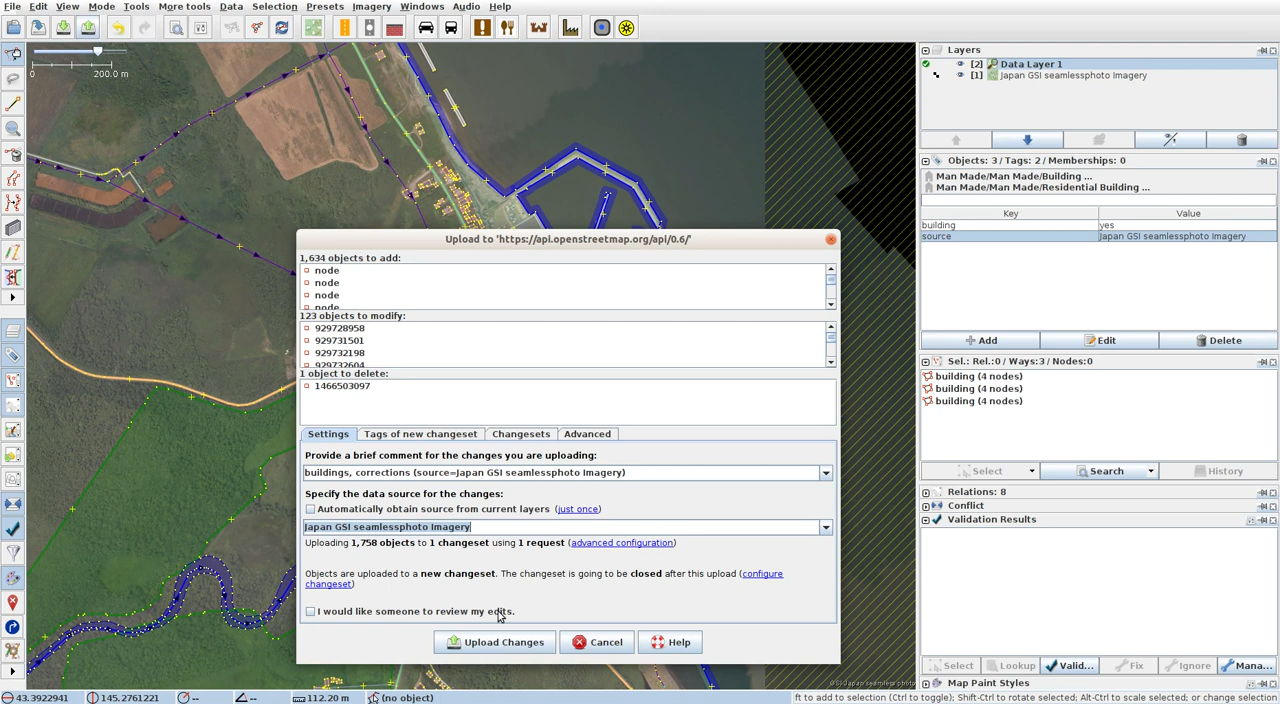 File Edit View Mode Tools More tools Data Selection Presets Imagery Windows Audio Help
0 200.0 m
Upload to 'https://api.openstreetmap.org/api/0.6/'
1,634 objects to add:
node
node
node
node
123 objects to modify:
929728958
929731501
929732198
929732604
1 object to delete:
1466503097
Settings Tags of new changeset Changesets Advanced
Provide a brief comment for the changes you are uploading:
buildings, corrections (source=Japan GSI seamlessphoto Imagery)
Specify the data source for the changes:
Automatically obtain source from current layers (just once)
Japan GSI seamlessphoto Imagery
Uploading 1,758 objects to 1 changeset using 1 request (advanced configuration)
Objects are uploaded to a new changeset. The changeset is going to be closed after this upload (configure
changeset)
I would like someone to review my edits.
Upload Changes Cancel Help
Layers
[2] Data Layer 1
[1] Japan GSI seamlessphoto Imagery
Objects: 3 / Tags: 2 / Memberships: 0
Man Made/Man Made/Building ...
Man Made/Man Made/Residential Building ...
Key Value
building yes
source Japan GSI seamlessphoto Imagery
Add Edit Delete
Sel.: Rel.:0 / Ways:3 / Nodes:0
building (4 nodes)
building (4 nodes)
building (4 nodes)
Select Search History
Relations: 8
Conflict
Validation Results
Select Lookup Valid... Fix Ignore Mana...
Map Paint Styles
43.3922941 145.2761221 -- -- 112.20 m (no object)
ft to add to selection (Ctrl to toggle); Shift-Ctrl to rotate selected; Alt-Ctrl to scale selected; or change selection